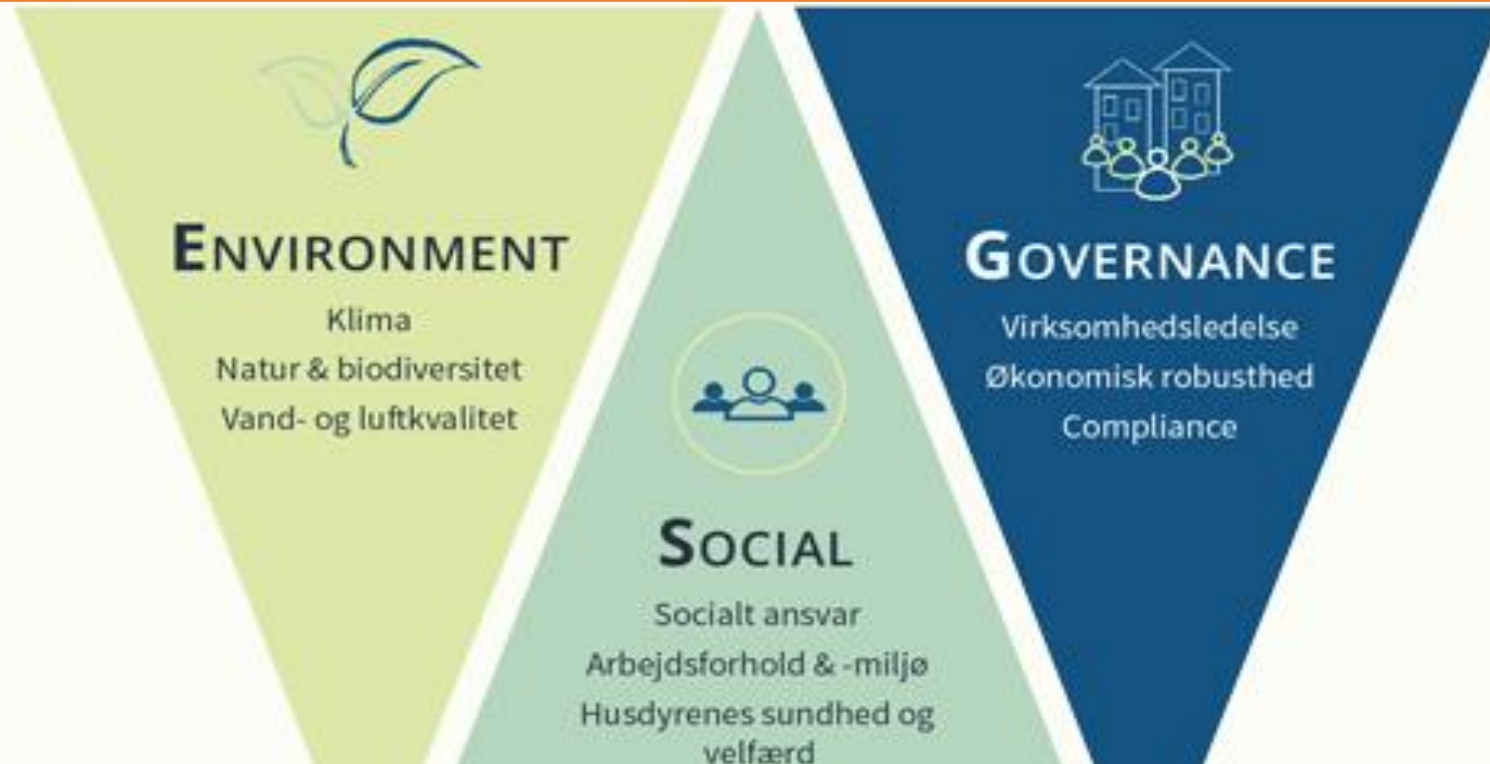 ENVIRONMENT
Klima
Natur & biodiversitet
Vand- og luftkvalitet
SOCIAL
Socialt ansvar
Arbejdsforhold & -miljø
Husdyrenes sundhed og
velfærd
GOVERNANCE
Virksomhedsledelse
Økonomisk robusthed
Compliance